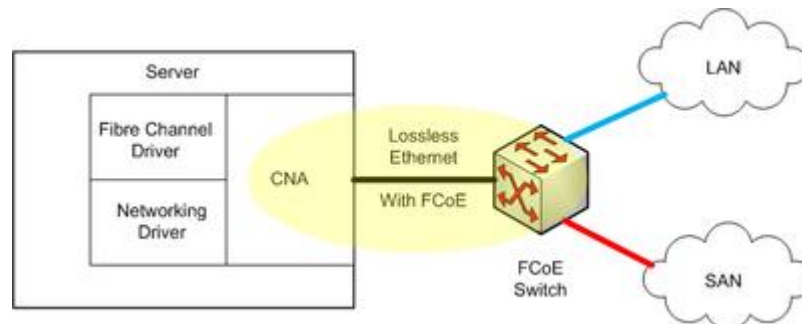 Server
Fibre Channel
Driver
Networking
Driver
CNA
Lossless
Ethernet
With FCoE
FCoE
Switch
LAN
SAN